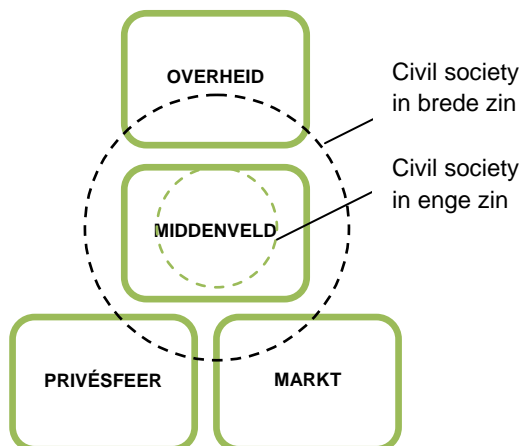 OVERHEID
Civil society
in brede zin
Civil society
in enge zin
MIDDENVELD
PRIVÉSFEER
MARKT